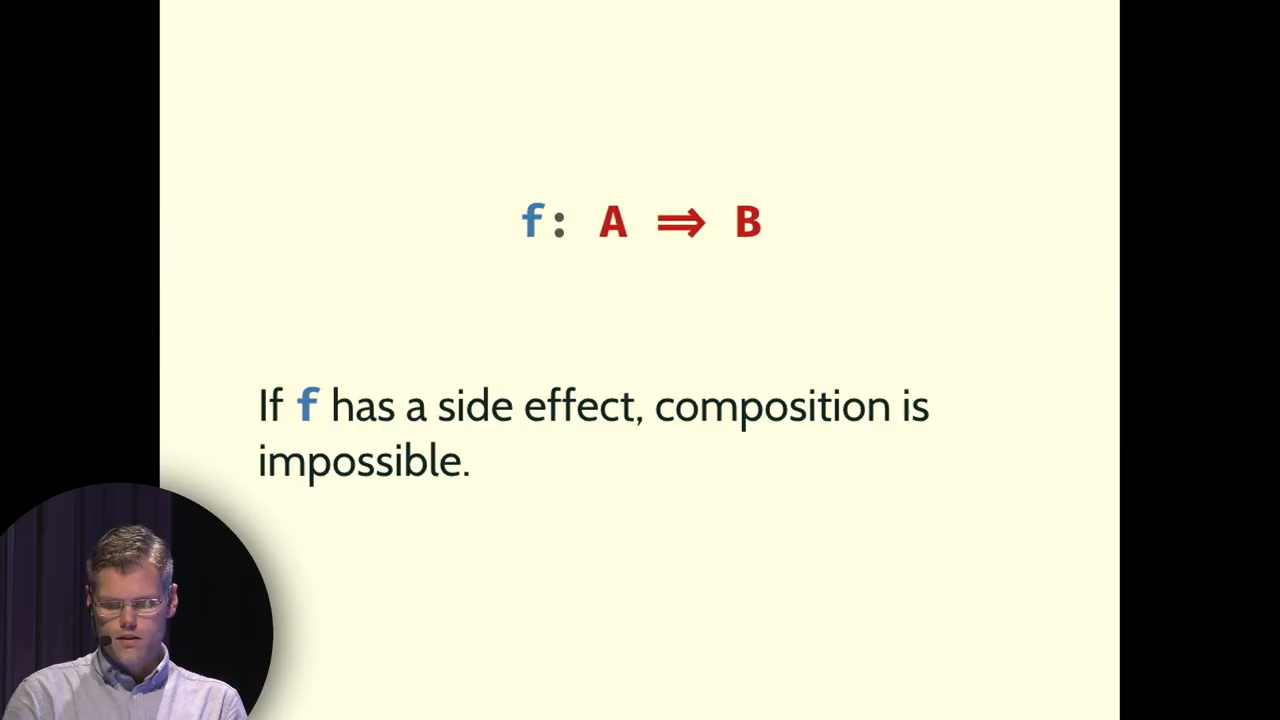 f: A ⇒ B
If f has a side effect, composition is
impossible.